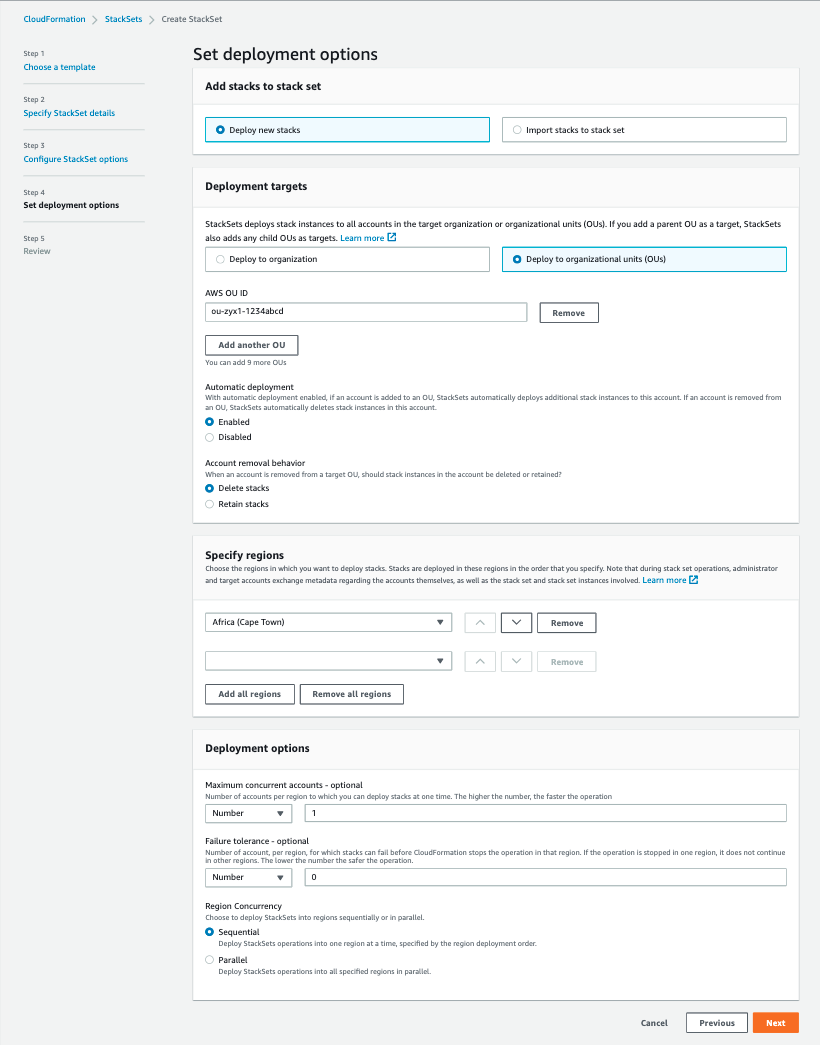 CloudFormation > StackSets > Create StackSet
Step 1
Choose a template
Step 2
Specify StackSet details
Step 3
Configure StackSet options
Step 4
Set deployment options
Step 5
Review
Set deployment options
Add stacks to stack set
Deploy new stacks
Import stacks to stack set
Deployment targets
StackSets deploys stack instances to all accounts in the target organization or organizational units (OUs). If you add a parent OU as a target, StackSets
also adds any child OUs as targets. Learn more
Deploy to organization
Deploy to organizational units (OUs)
AWS OU ID
ou-zyx1-1234abcd
Remove
Add another OU
You can add 9 more OUs
Automatic deployment
With automatic deployment enabled, if an account is added to an OU, StackSets automatically deploys additional stack instances to this account. If an account is removed from
an OU, StackSets automatically deletes stack instances in this account.
Enabled
Disabled
Account removal behavior
When an account is removed from a target OU, should stack instances in the account be deleted or retained?
Delete stacks
Retain stacks
Specify regions
Choose the regions in which you want to deploy stacks. Stacks are deployed in these regions in the order that you specify. Note that during stack set operations, administrator
and target accounts exchange metadata regarding the accounts themselves, as well as the stack set and stack set instances involved. Learn more
Africa (Cape Town)
Remove
Remove
Add all regions
Remove all regions
Deployment options
Maximum concurrent accounts - optional
Number of accounts per region to which you can deploy stacks at one time. The higher the number, the faster the operation
Number
1
Failure tolerance - optional
Number of account, per region, for which stacks can fail before CloudFormation stops the operation in that region. If the operation is stopped in one region, it does not continue
in other regions. The lower the number the safer the operation.
Number
0
Region Concurrency
Choose to deploy StackSets into regions sequentially or in parallel.
Sequential
Deploy StackSets operations into one region at a time, specified by the region deployment order.
Parallel
Deploy StackSets operations into all specified regions in parallel.
Cancel
Previous
Next